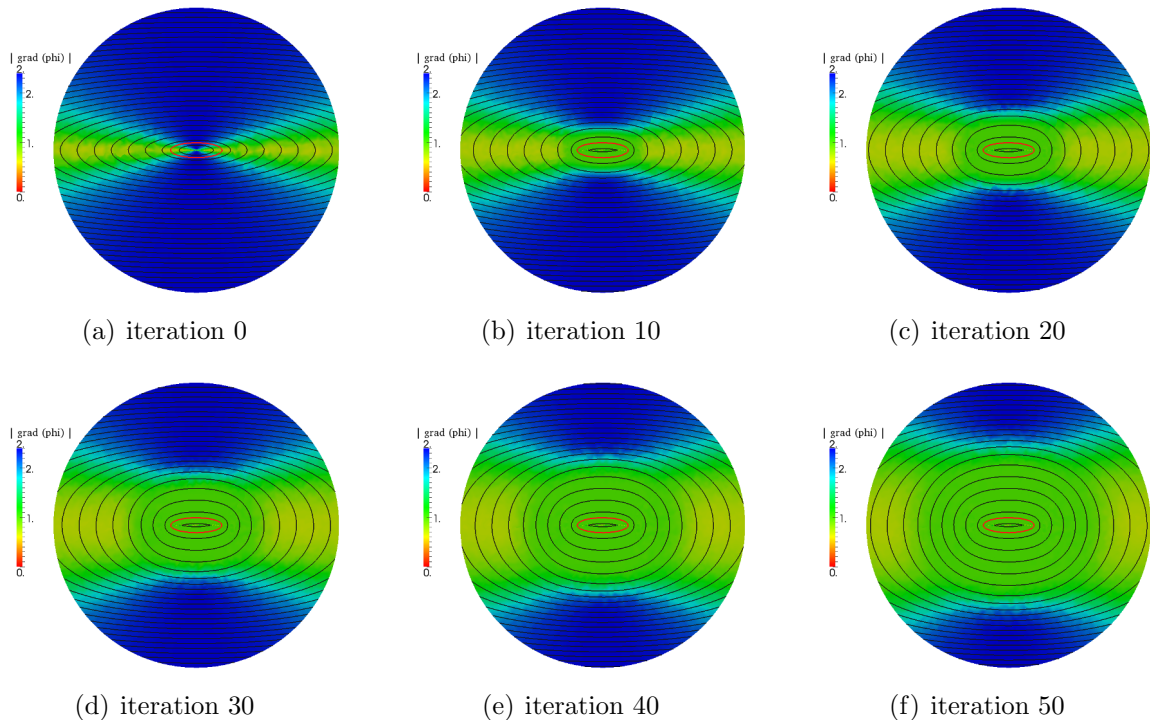 | grad (phi) |
2.
2.
1.
0.
| grad (phi) |
2.
2.
1.
0.
| grad (phi) |
2.
2.
1.
0.
(a) iteration 0
(b) iteration 10
(c) iteration 20
| grad (phi) |
2.
2.
1.
0.
| grad (phi) |
2.
2.
1.
0.
| grad (phi) |
2.
2.
1.
0.
(d) iteration 30
(e) iteration 40
(f) iteration 50